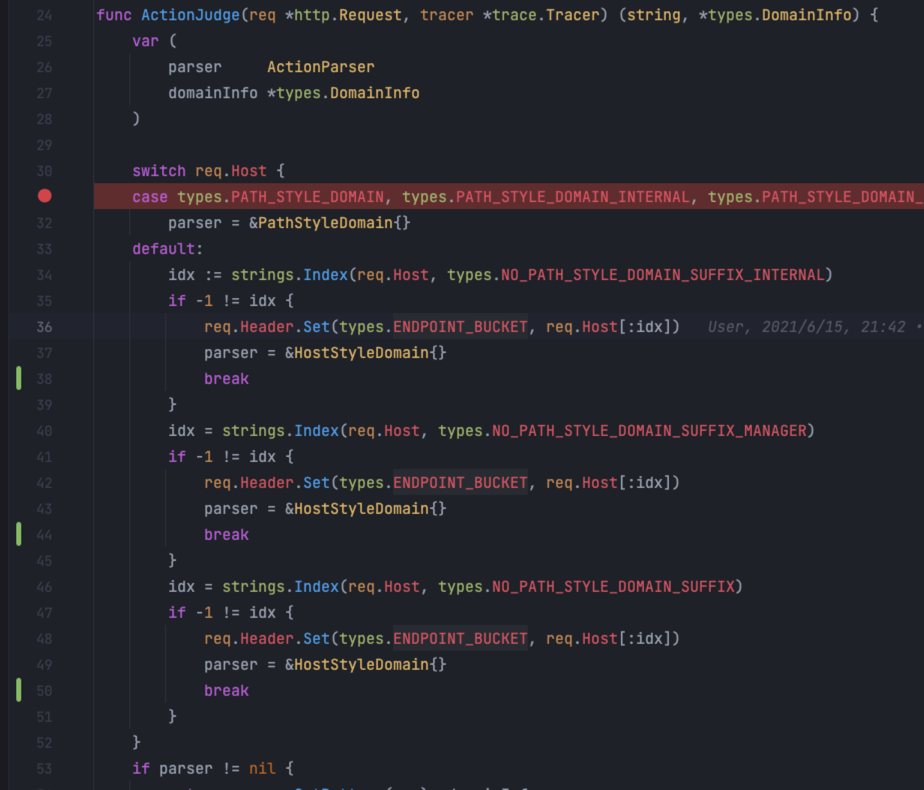 24 func ActionJudge(req *http.Request, tracer *trace.Tracer) (string, *types.DomainInfo) {
25     var (
26         parser     ActionParser
27         domainInfo *types.DomainInfo
28     )
29
30     switch req.Host {
case types.PATH_STYLE_DOMAIN, types.PATH_STYLE_DOMAIN_INTERNAL, types.PATH_STYLE_DOMAIN_
32         parser = &PathStyleDomain{}
33     default:
34         idx := strings.Index(req.Host, types.NO_PATH_STYLE_DOMAIN_SUFFIX_INTERNAL)
35         if -1 != idx {
36             req.Header.Set(types.ENDPOINT_BUCKET, req.Host[:idx])   User, 2021/6/15, 21:42 •
37             parser = &HostStyleDomain{}
38             break
39         }
40         idx = strings.Index(req.Host, types.NO_PATH_STYLE_DOMAIN_SUFFIX_MANAGER)
41         if -1 != idx {
42             req.Header.Set(types.ENDPOINT_BUCKET, req.Host[:idx])
43             parser = &HostStyleDomain{}
44             break
45         }
46         idx = strings.Index(req.Host, types.NO_PATH_STYLE_DOMAIN_SUFFIX)
47         if -1 != idx {
48             req.Header.Set(types.ENDPOINT_BUCKET, req.Host[:idx])
49             parser = &HostStyleDomain{}
50             break
51         }
52     }
53     if parser != nil {